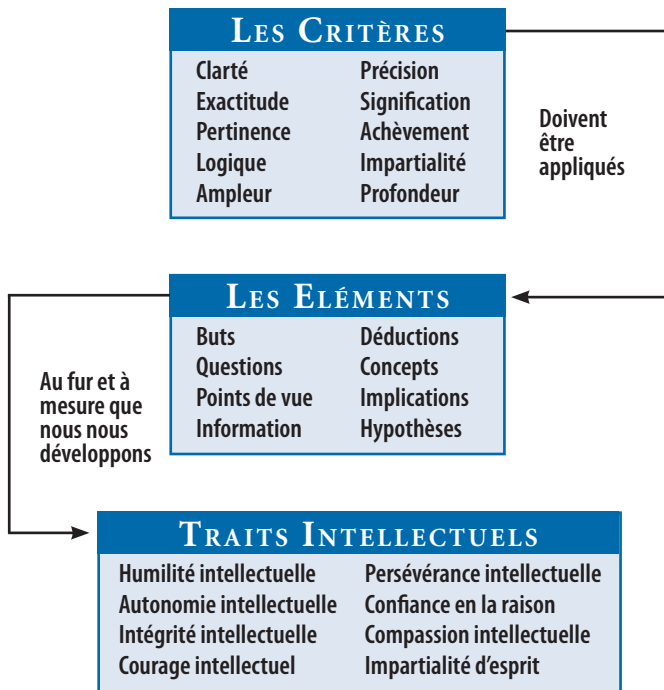 LES CRITÈRES
Clarté Précision
Exactitude Signification
Pertinence Achèvement
Logique Impartialité
Ampleur Profondeur
Doivent
être
appliqués
LES ELÉMENTS
Buts Déductions
Questions Concepts
Points de vue Implications
Information Hypothèses
Au fur et à
mesure que
nous nous
développons
TRAITS INTELLECTUELS
Humilité intellectuelle Persévérance intellectuelle
Autonomie intellectuelle Confiance en la raison
Intégrité intellectuelle Compassion intellectuelle
Courage intellectuel Impartialité d'esprit